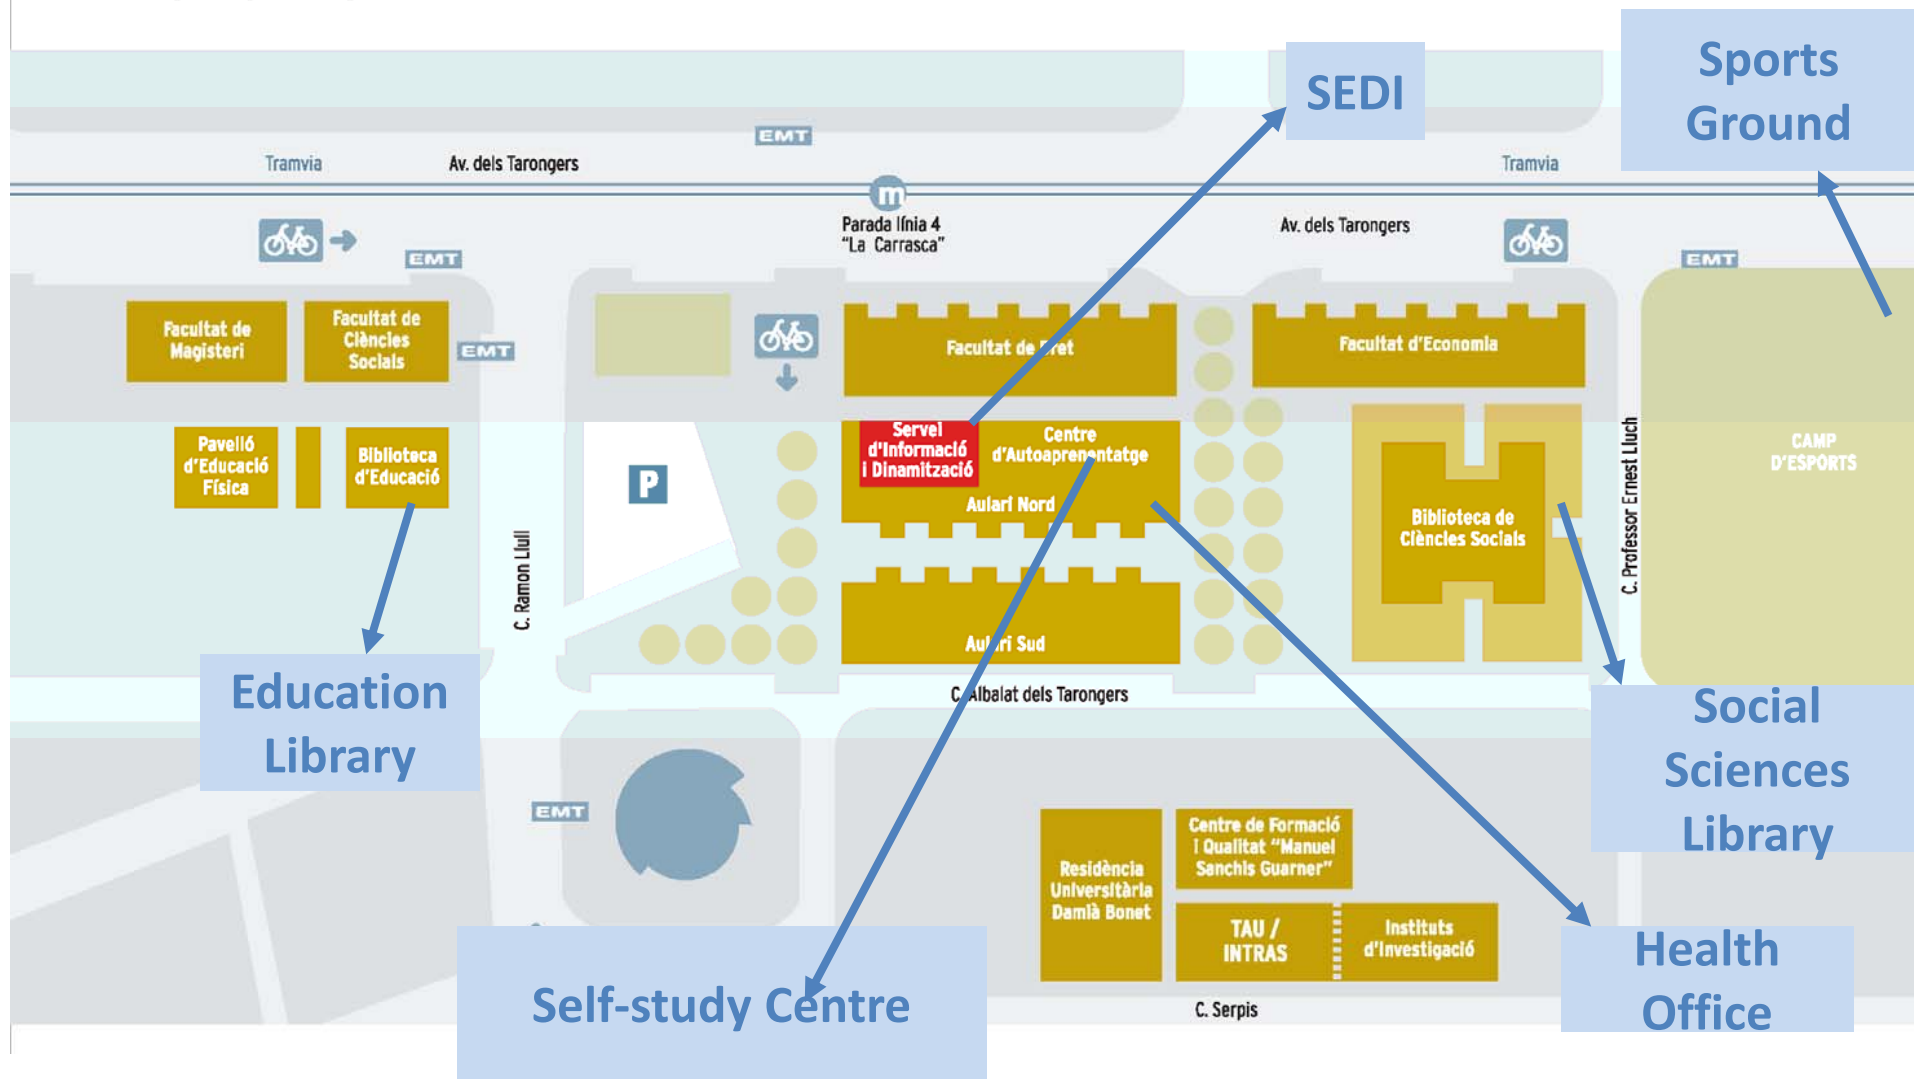 SEDI
Sports
Ground
EMT
Tramvia
Av. dels Tarongers
Tramvia
m
Parada línia 4
"La Carrasca"
Av. dels Tarongers
EMT
EMT
Facultat de
Magisteri
Facultat de
Ciències
Socials
EMT
Facultat de Dret
Facultat d'Economia
Servei
d'Informació
i Dinamització
Centre
d'Autoaprenentatge
Aulari Nord
Pavelló
d'Educació
Física
Biblioteca
d'Educació
P
CAMP
D'ESPORTS
Biblioteca de
Ciències Socials
C. Ramon Llull
C. Professor Ernest Lluch
Aulari Sud
C. Albalat dels Tarongers
Education
Library
Social
Sciences
Library
EMT
Residència
Universitària
Damià Bonet
Centre de Formació
i Qualitat "Manuel
Sanchis Guarner"
TAU /
INTRAS
Instituts
d'Investigació
Self-study Centre
Health
Office
C. Serpis